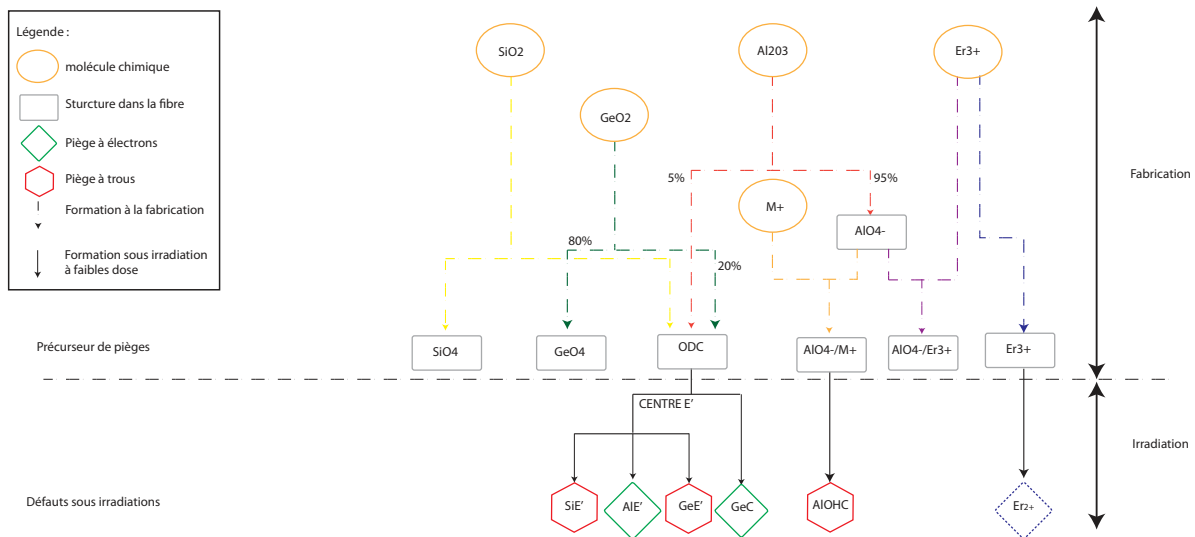 Légende :
molécule chimique
Sturcture dans la fibre
Piège à électrons
Piège à trous
Formation à la fabrication
Formation sous irradiation
à faibles dose
SiO2
Al203
Er3+
GeO2
5%
95%
M+
AlO4-
80%
20%
Fabrication
Précurseur de pièges
SiO4
GeO4
ODC
AlO4-/M+
AlO4-/Er3+
Er3+
CENTRE E'
Irradiation
Défauts sous irradiations
SiE'
AlE'
GeE'
GeC
AlOHC
Er2+